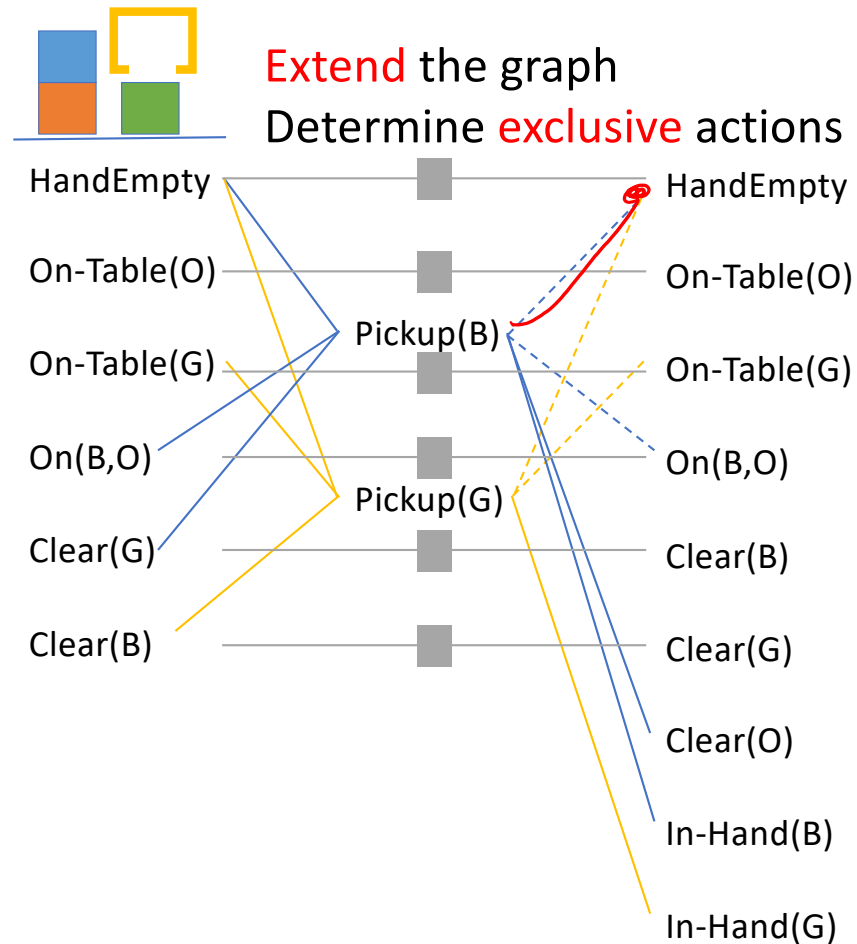 Extend the graph
Determine exclusive actions
HandEmpty
On-Table(O)
On-Table(G)
On(B,O)
Clear(G)
Clear(B)
Pickup(B)
Pickup(G)
HandEmpty
On-Table(O)
On-Table(G)
On(B,O)
Clear(B)
Clear(G)
Clear(O)
In-Hand(B)
In-Hand(G)